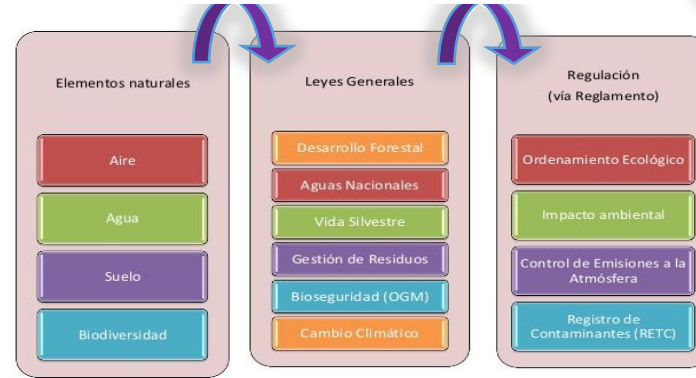 Elementos naturales
Aire
Agua
Suelo
Biodiversidad
Leyes Generales
Desarrollo Forestal
Aguas Nacionales
Vida Silvestre
Gestión de Residuos
Bioseguridad (OGM)
Cambio Climático
Regulación
(vía Reglamento)
Ordenamiento Ecológico
Impacto ambiental
Control de Emisiones a la
Atmósfera
Registro de
Contaminantes (RETC)